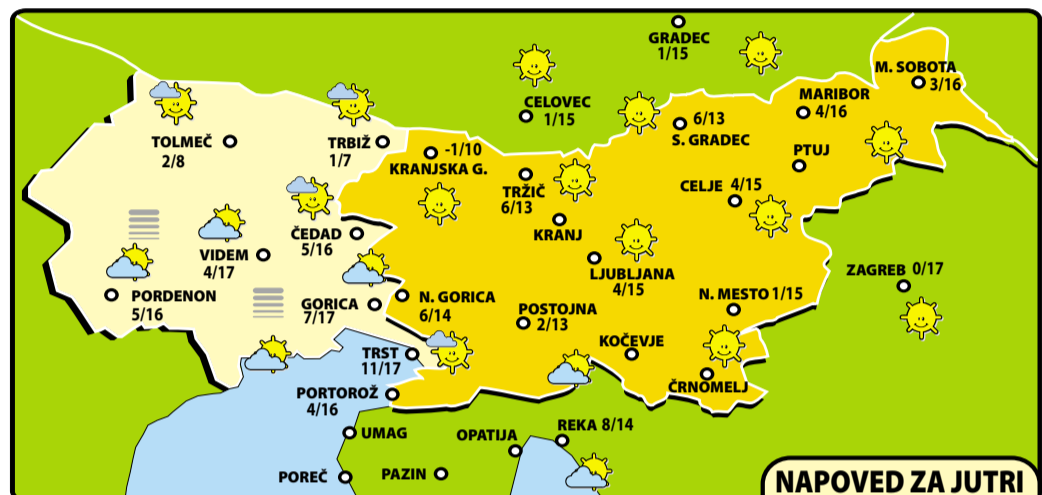 GRADEC
1/15
M. SOBOTA
3/16
CELOVEC
1/15
MARIBOR
4/16
6/13
S. GRADEC
TOLMEČ
2/8
TRBIŽ
1/7
-1/10
KRANJSKA G.
PTUJ
TRŽIČ
6/13
CELJE 4/15
KRANJ
ČEDAD
5/16
VIDEM
4/17
LJUBLJANA
4/15
ZAGREB 0/17
PORDENON
5/16
GORICA
7/17
N. GORICA
6/14
POSTOJNA
2/13
N. MESTO 1/15
KOČEVJE
TRST
11/17
ČRNOMELJ
PORTOROŽ
4/16
UMAG
OPATIJA
REKA 8/14
POREČ
PAZIN
NAPOVED ZA JUTRI